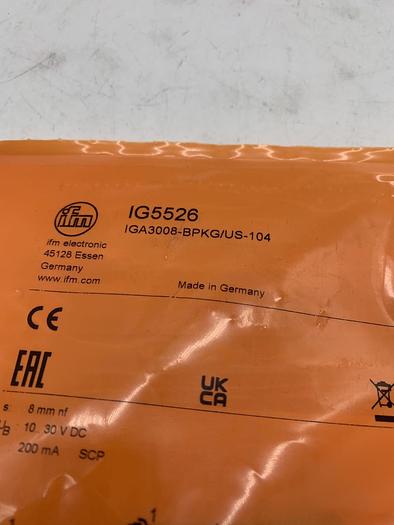 ifm
IG5526
IGA3008-BPKG/US-104
ifm electronic
45128 Essen
Germany
www.ifm.com
Made in Germany
CE
EAC
UK
CA
s: 8 mm nf
10...30 V DC
200 mA SCP